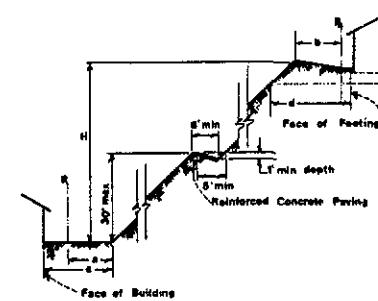 b
d
Face of Footing
H
6' min
1' min depth
5' min
30' max
Reinforced Concrete Paving
a
Face of Building